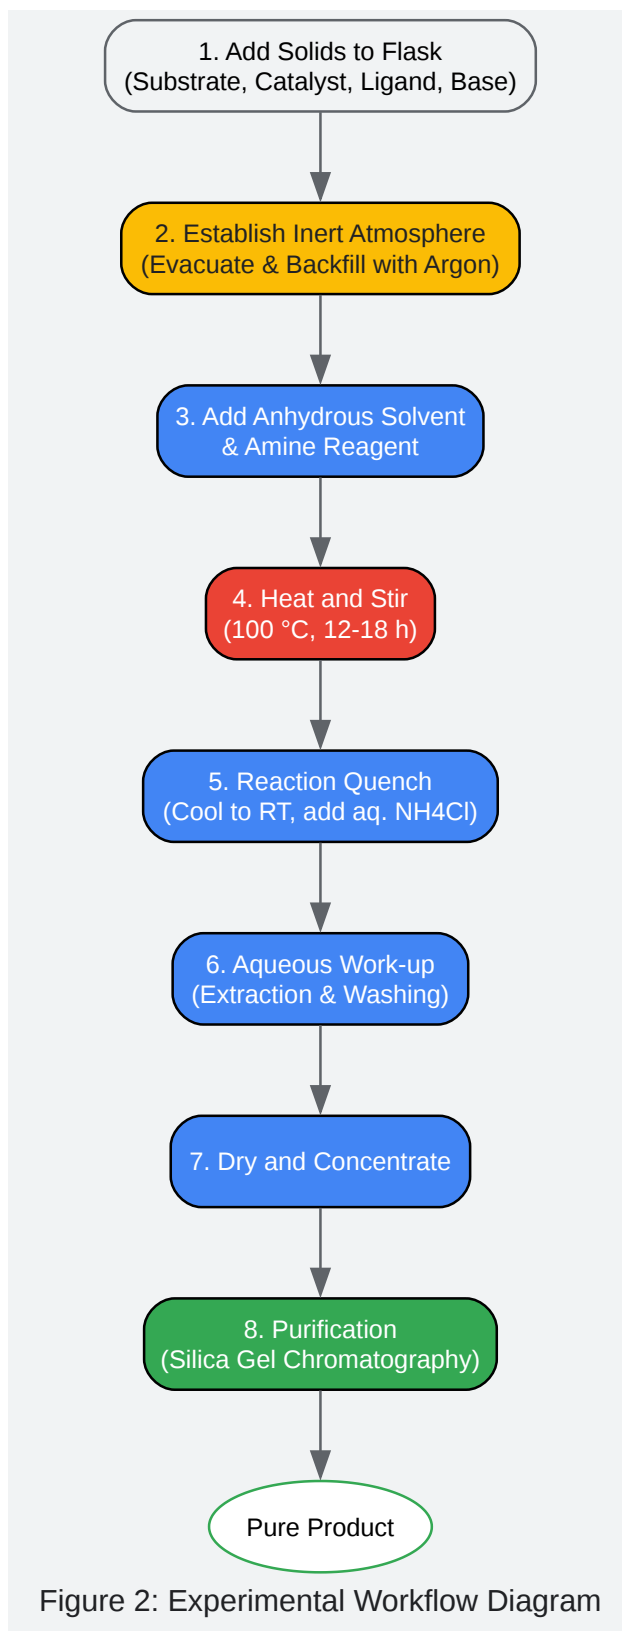 1. Add Solids to Flask
(Substrate, Catalyst, Ligand, Base)
2. Establish Inert Atmosphere
(Evacuate & Backfill with Argon)
3. Add Anhydrous Solvent
& Amine Reagent
4. Heat and Stir
(100 °C, 12-18 h)
5. Reaction Quench
(Cool to RT, add aq. NH4Cl)
6. Aqueous Work-up
(Extraction & Washing)
7. Dry and Concentrate
8. Purification
(Silica Gel Chromatography)
Pure Product
Figure 2: Experimental Workflow Diagram